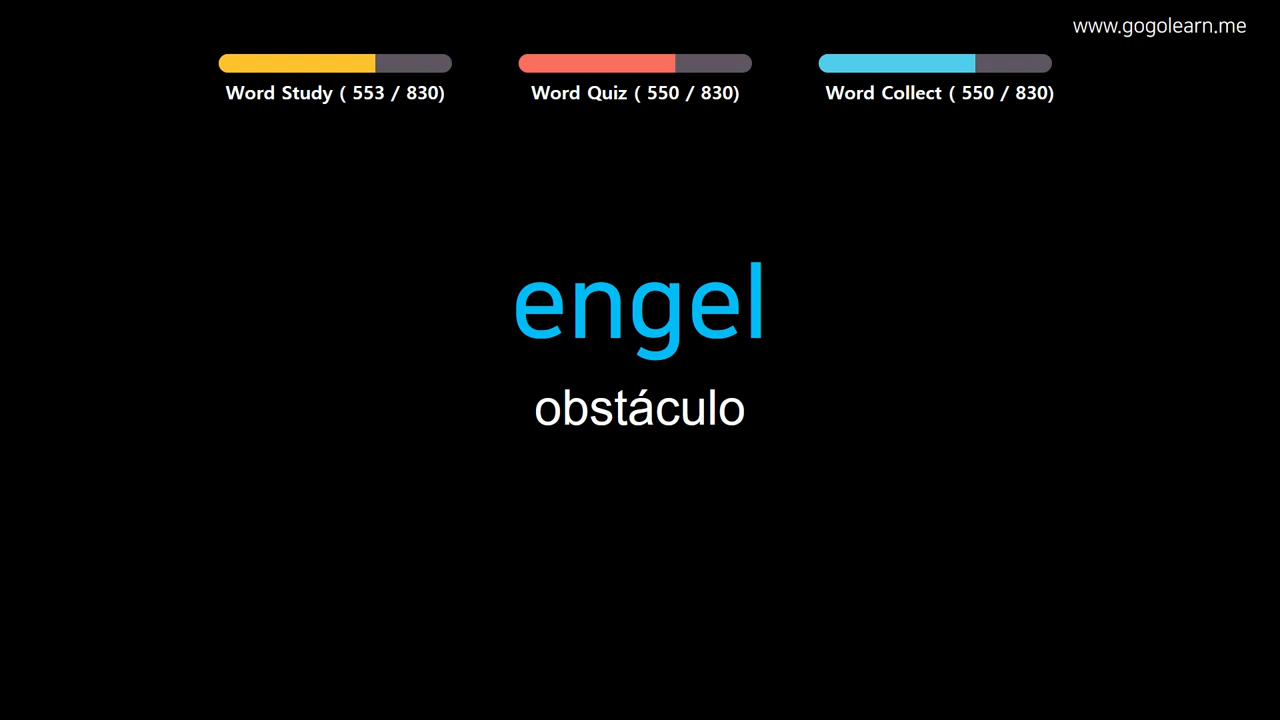 www.gogolearn.me
Word Study ( 553 / 830)
Word Quiz ( 550 / 830)
Word Collect ( 550 / 830)
engel
obstáculo